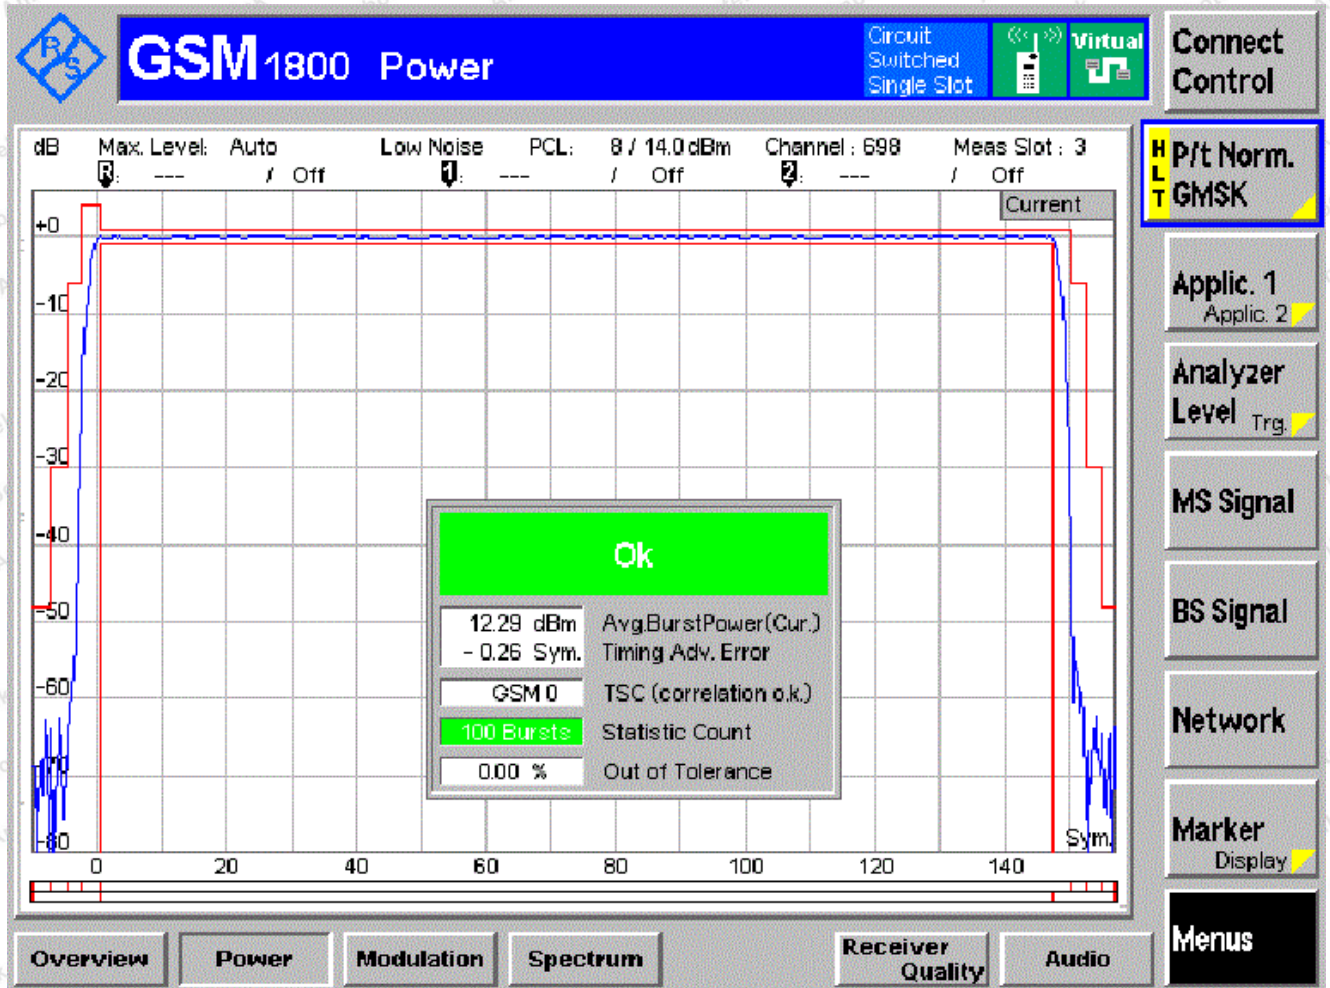 R S
GSM 1800 Power
Circuit
Switched
Single Slot
Virtual
Connect
Control
dB Max. Level: Auto Low Noise PCL: 8 / 14.0 dBm Channel : 698 Meas Slot : 3
R: --- / Off 1: --- / Off 2: --- / Off
Current
H
L
T
P/t Norm.
GMSK
+0
-10
-20
-30
-40
-50
-60
-70
-80
Ok
12.29 dBm Avg.BurstPower(Cur.)
- 0.26 Sym. Timing Adv. Error
GSM 0 TSC (correlation o.k.)
100 Bursts Statistic Count
0.00 % Out of Tolerance
Sym.
0 20 40 60 80 100 120 140
Applic. 1
Applic. 2
Analyzer
Level Trg.
MS Signal
BS Signal
Network
Marker
Display
Menus
Overview Power Modulation Spectrum Receiver Quality Audio